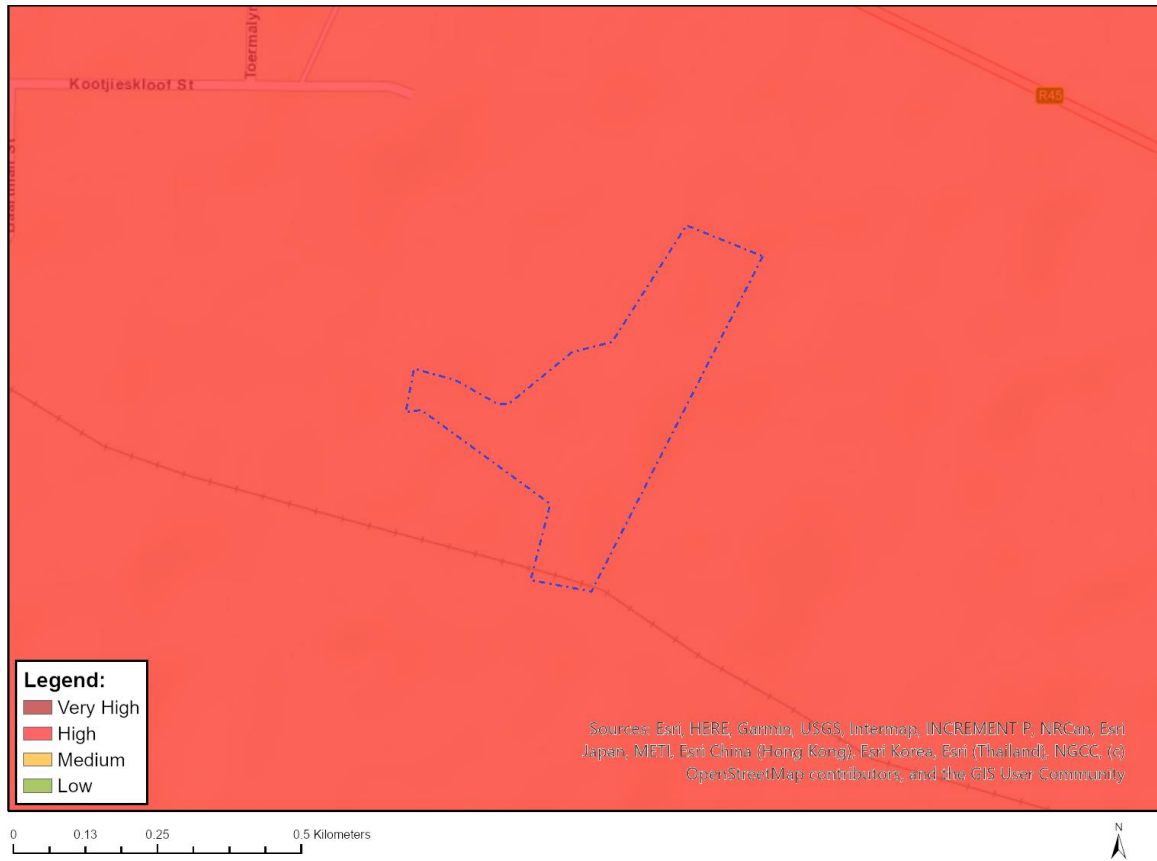 Toermalyn
Kootjieskloof St
R45
Legend:
Very High
High
Medium
Low
Sources: Esri, HERE, Garmin, USGS, Intermap, INCREMENT P, NRCan, Esri
Japan, METI, Esri China (Hong Kong), Esri Korea, Esri (Thailand), NGCC, (c)
OpenStreetMap contributors, and the GIS User Community
0 0.13 0.25 0.5 Kilometers
N